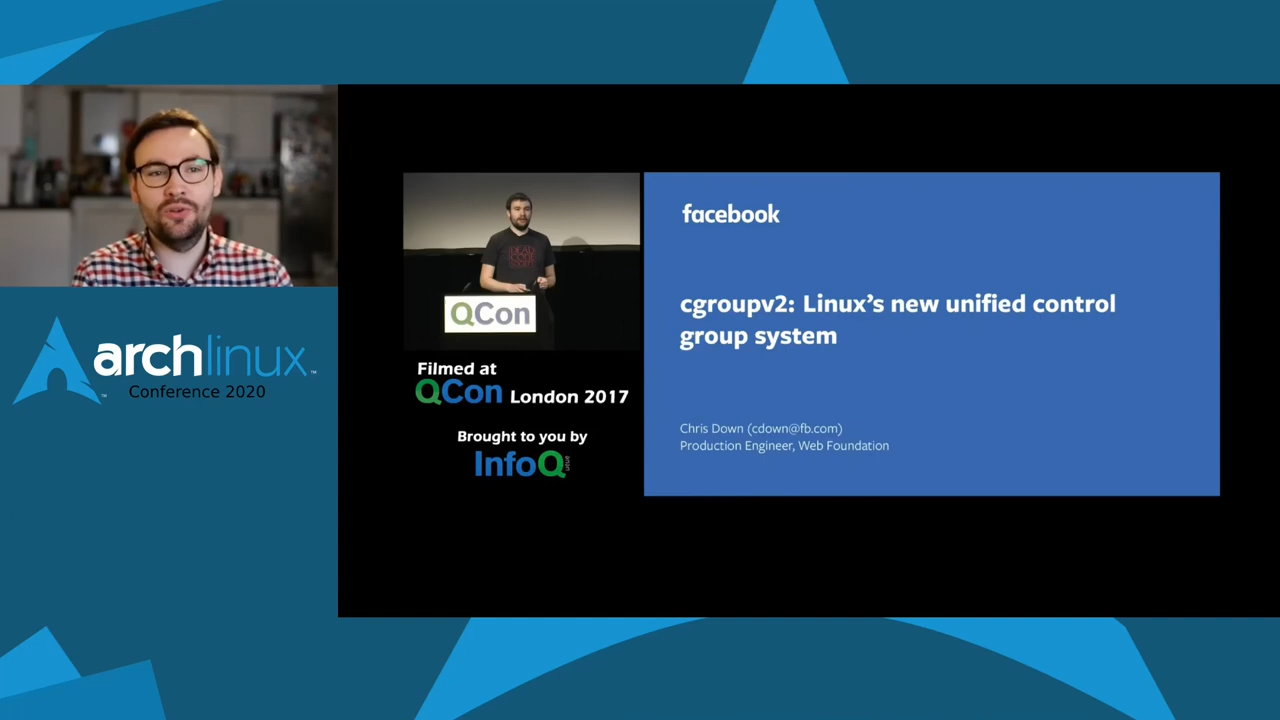 archlinux
Conference 2020
QCon
Filmed at
QCon London 2017
Brought to you by
InfoQ
facebook
cgroupv2: Linux's new unified control
group system
Chris Down (cdown@fb.com)
Production Engineer, Web Foundation